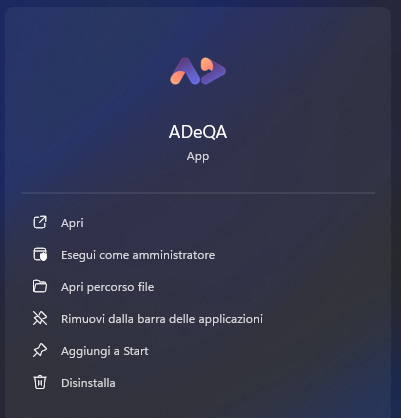 ADeQA
App
Apri
Esegui come amministratore
Apri percorso file
Rimuovi dalla barra delle applicazioni
Aggiungi a Start
Disinstalla